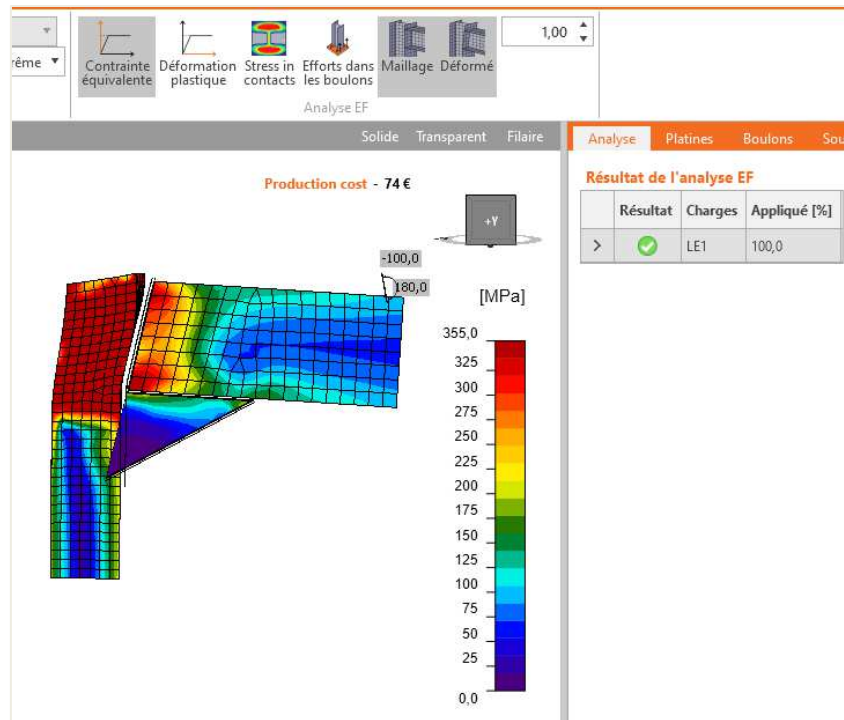 rême
Contrainte équivalente
Déformation plastique
Stress in contacts
Efforts dans les boulons
Maillage
Déformé
1,00
Analyse EF
Solide Transparent Filaire
Analyse Platines Boulons Sou
Production cost - 74 €
Résultat de l'analyse EF
Résultat Charges Appliqué [%]
LE1 100,0
+Y
-100,0
180,0
[MPa]
355,0
325
300
275
250
225
200
175
150
125
100
75
50
25
0,0